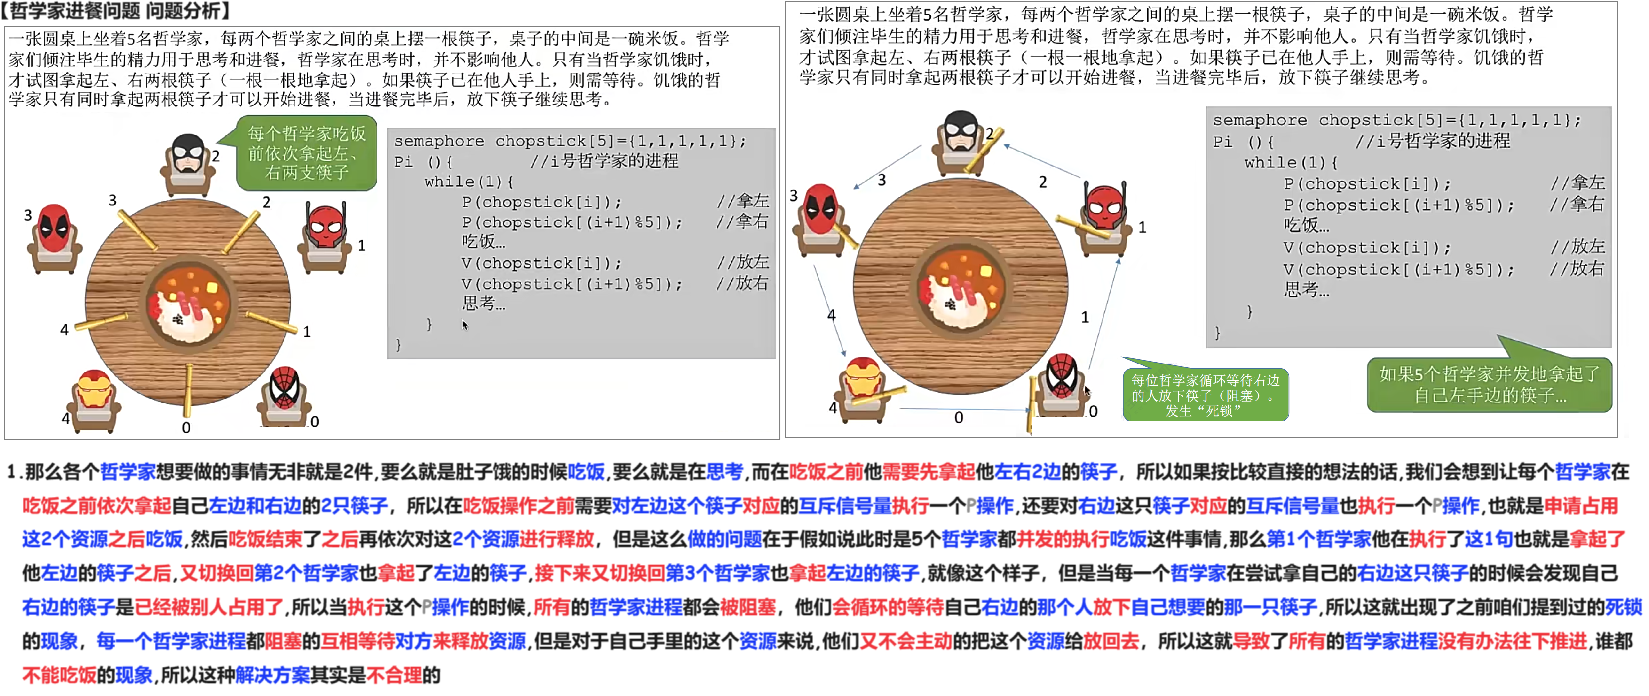 【哲学家进餐问题 问题分析】
一张圆桌上坐着5名哲学家，每两个哲学家之间的桌上摆一根筷子，桌子的中间是一碗米饭。哲学
家们倾注毕生的精力用于思考和进餐，哲学家在思考时，并不影响他人。只有当哲学家饥饿时，
才试图拿起左、右两根筷子（一根一根地拿起）。如果筷子已在他人手上，则需等待。饥饿的哲
学家只有同时拿起两根筷子才可以开始进餐，当进餐完毕后，放下筷子继续思考。
每个哲学家吃饭
前依次拿起左、
右两支筷子
2
3
2
3
1
4
1
4
0
0
semaphore chopstick[5]={1,1,1,1,1};
Pi (){ //i号哲学家的进程
while(1){
P(chopstick[i]); //拿左
P(chopstick[(i+1)%5]); //拿右
吃饭…
V(chopstick[i]); //放左
V(chopstick[(i+1)%5]); //放右
思考…
}
}
一张圆桌上坐着5名哲学家，每两个哲学家之间的桌上摆一根筷子，桌子的中间是一碗米饭。哲学
家们倾注毕生的精力用于思考和进餐，哲学家在思考时，并不影响他人。只有当哲学家饥饿时，
才试图拿起左、右两根筷子（一根一根地拿起）。如果筷子已在他人手上，则需等待。饥饿的哲
学家只有同时拿起两根筷子才可以开始进餐，当进餐完毕后，放下筷子继续思考。
2
3
2
3
1
4
1
4
0
0
semaphore chopstick[5]={1,1,1,1,1};
Pi (){ //i号哲学家的进程
while(1){
P(chopstick[i]); //拿左
P(chopstick[(i+1)%5]); //拿右
吃饭…
V(chopstick[i]); //放左
V(chopstick[(i+1)%5]); //放右
思考…
}
}
每位哲学家循环等待右边
的人放下筷子（阻塞）。
发生“死锁”
如果5个哲学家并发地拿起了
自己左手边的筷子…
1.那么各个哲学家想要做的事情无非就是2件,要么就是肚子饿的时候吃饭,要么就是在思考,而在吃饭之前他需要先拿起他左右2边的筷子，所以如果按比较直接的想法的话,我们会想到让每个哲学家在
吃饭之前依次拿起自己左边和右边的2只筷子，所以在吃饭操作之前需要对左边这个筷子对应的互斥信号量执行一个P操作,还要对右边这只筷子对应的互斥信号量也执行一个P操作,也就是申请占用
这2个资源之后吃饭,然后吃饭结束了之后再依次对这2个资源进行释放，但是这么做的问题在于假如说此时是5个哲学家都并发的执行吃饭这件事情,那么第1个哲学家他在执行了这1句也就是拿起了
他左边的筷子之后,又切换回第2个哲学家也拿起了左边的筷子,接下来又切换回第3个哲学家也拿起左边的筷子,就像这个样子，但是当每一个哲学家在尝试拿自己的右边这只筷子的时候会发现自己
右边的筷子是已经被别人占用了,所以当执行这个P操作的时候,所有的哲学家进程都会被阻塞，他们会循环的等待自己右边的那个人放下自己想要的那一只筷子,所以这就出现了之前咱们提到过的死锁
的现象，每一个哲学家进程都阻塞的互相等待对方来释放资源,但是对于自己手里的这个资源来说,他们又不会主动的把这个资源给放回去，所以这就导致了所有的哲学家进程没有办法往下推进,谁都
不能吃饭的现象,所以这种解决方案其实是不合理的